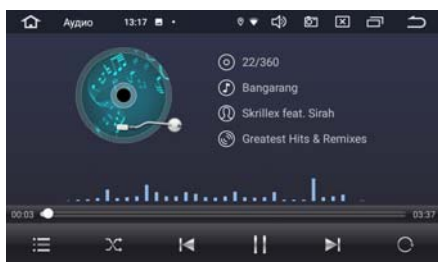 Аудио 13:17
22/360
Bangarang
Skrillex feat. Sirah
Greatest Hits & Remixes
00:03 03:37